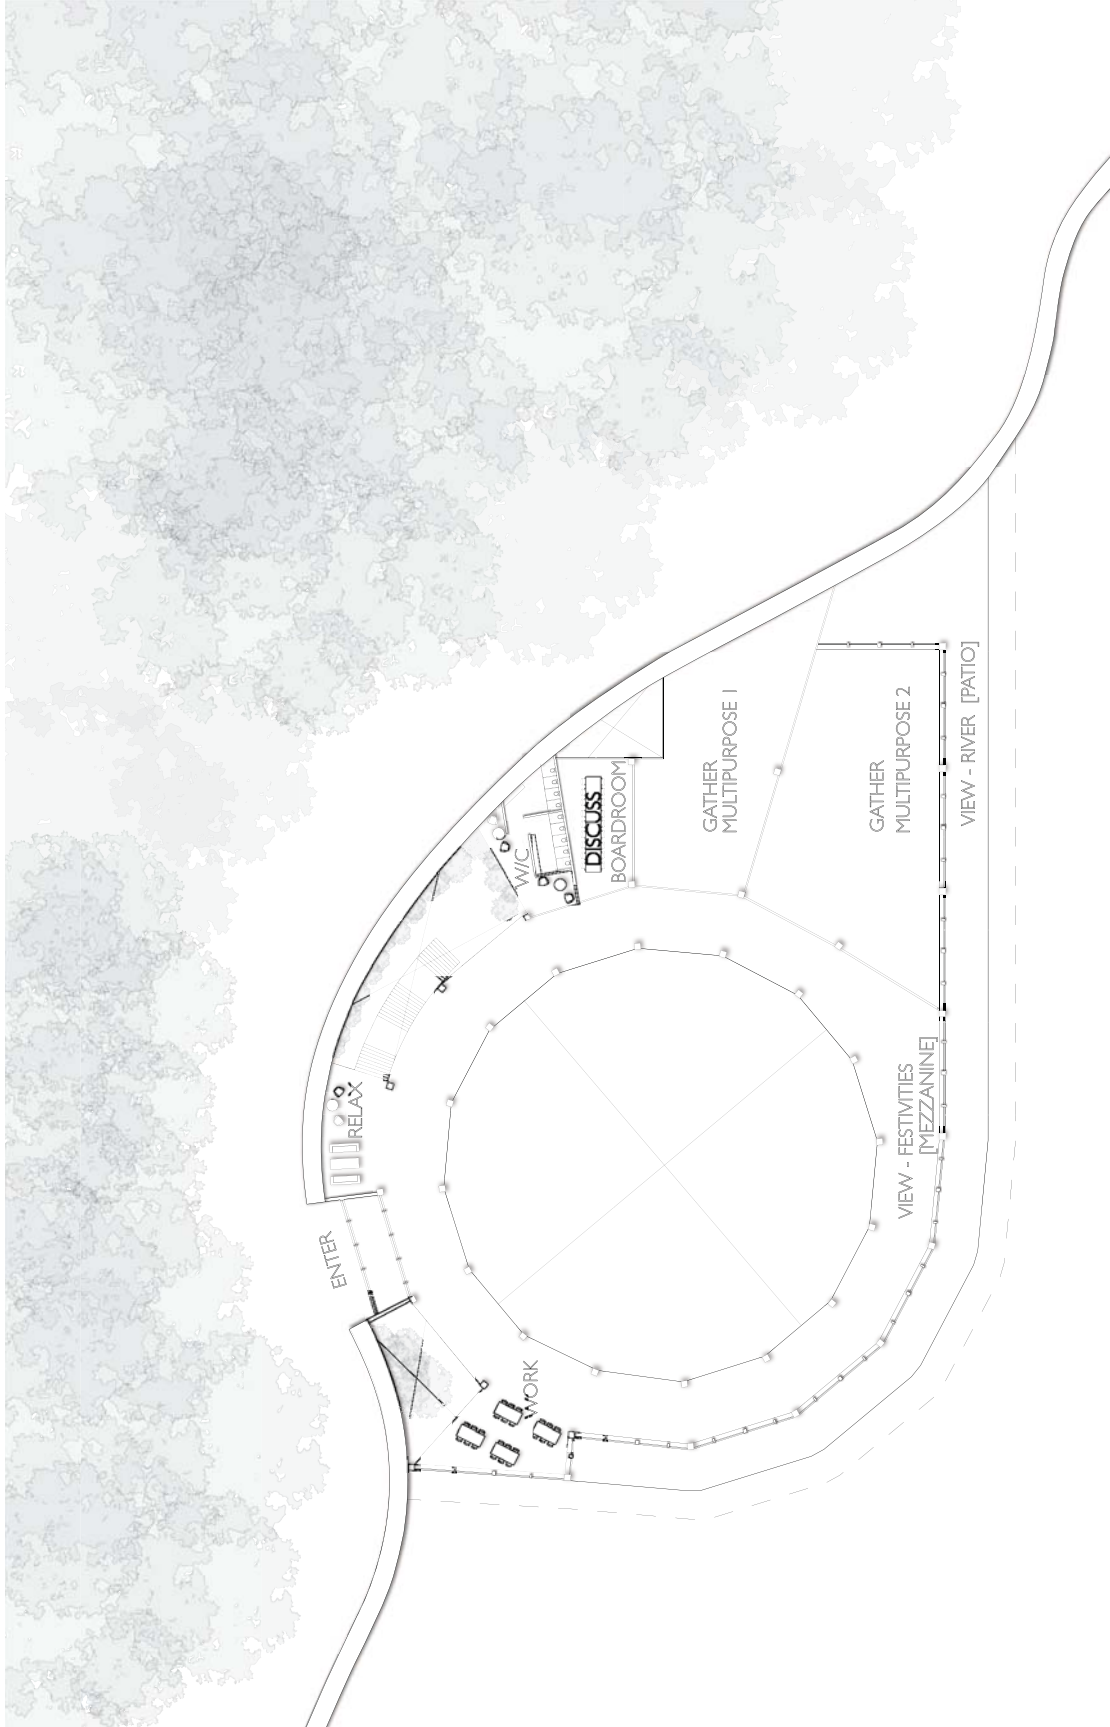 ENTER
RELAX
WORK
W/C
DISCUSS
BOARDROOM
GATHER
MULTIPURPOSE 1
GATHER
MULTIPURPOSE 2
VIEW - FESTIVITIES
[MEZZANINE]
VIEW - RIVER [PATIO]